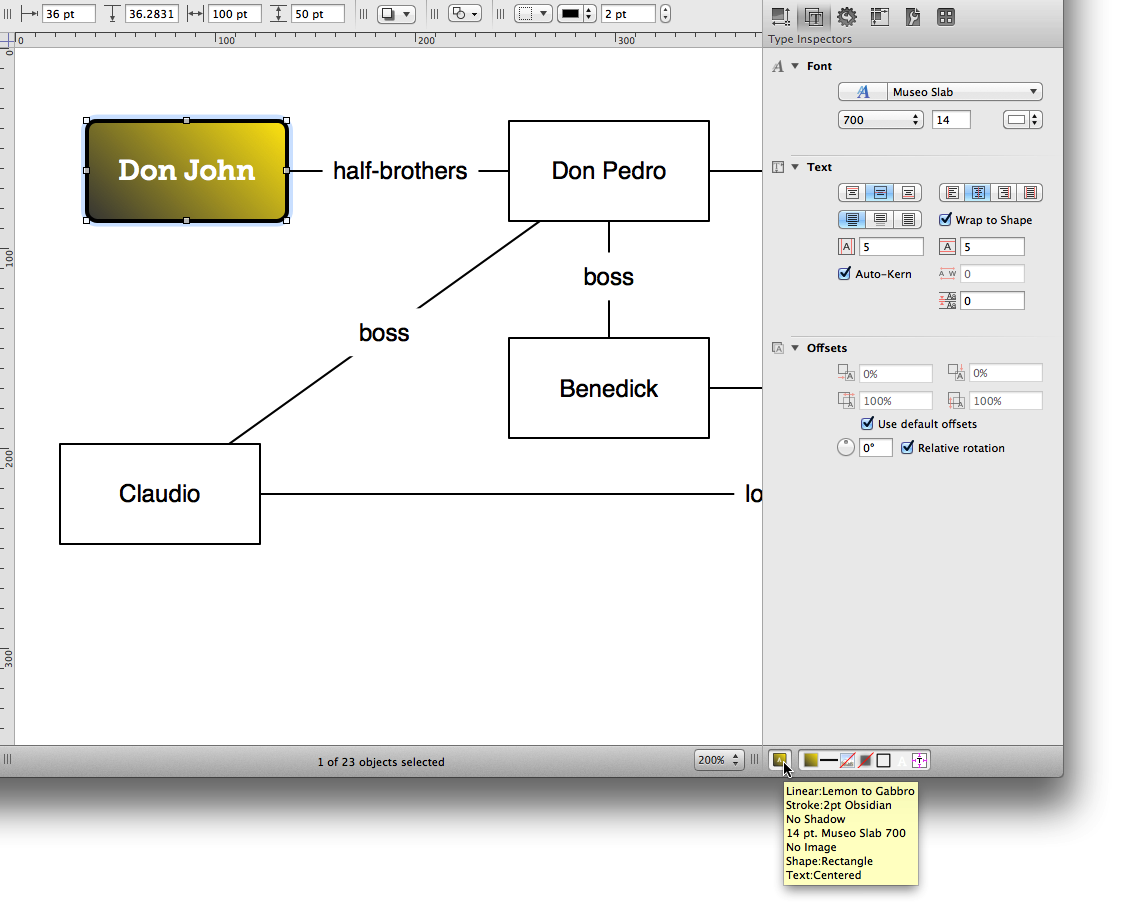 36 pt 36.2831 100 pt 50 pt 2 pt
Type Inspectors
0 100 200 300
0
100
200
300
Don John
half-brothers
Don Pedro
boss
boss
Benedick
Claudio
lo
Font
Museo Slab
700 14
Text
Wrap to Shape
5 5
Auto-Kern 0
0
Offsets
0% 0%
100% 100%
Use default offsets
0° Relative rotation
1 of 23 objects selected
200%
Linear:Lemon to Gabbro
Stroke:2pt Obsidian
No Shadow
14 pt. Museo Slab 700
No Image
Shape:Rectangle
Text:Centered